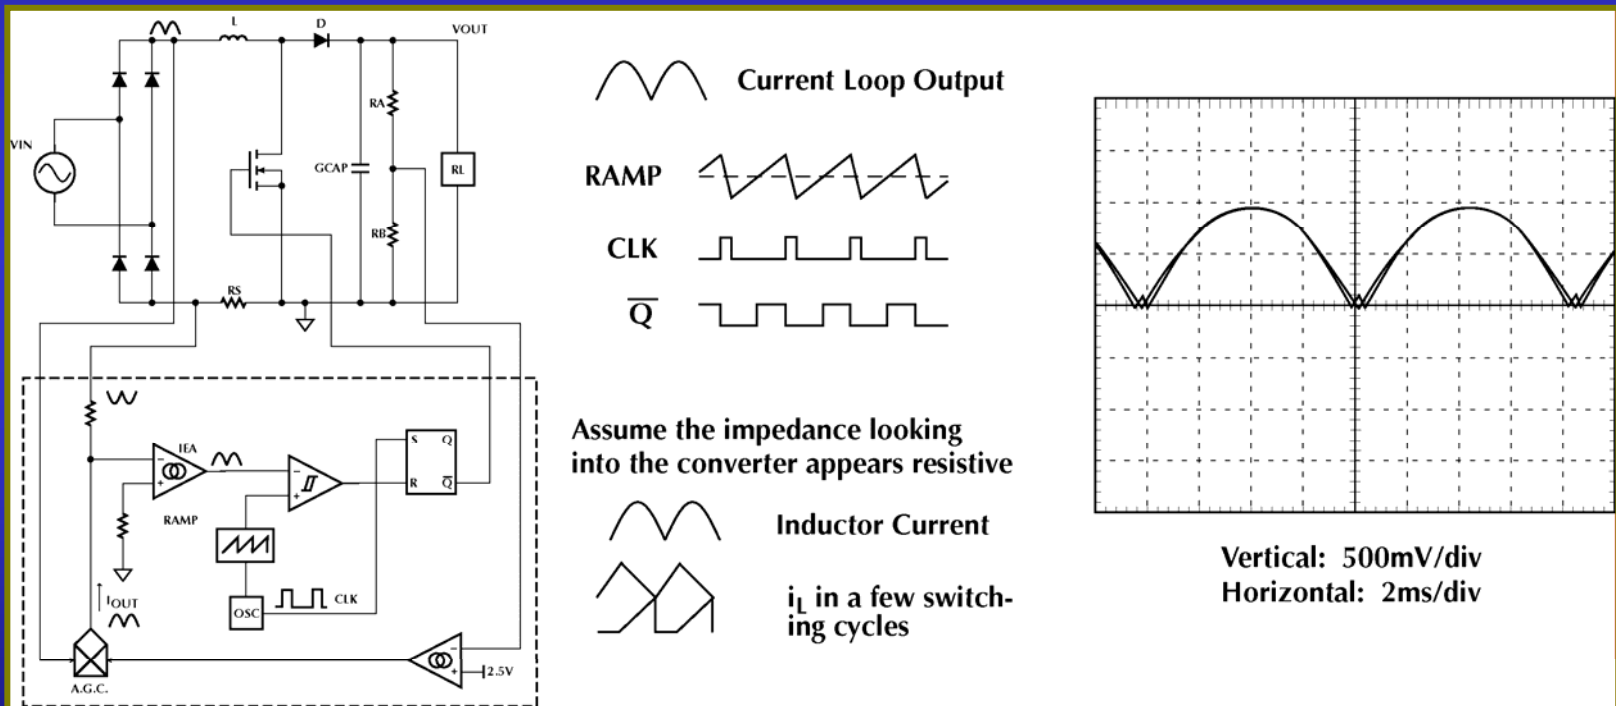 L
D
VOUT
VIN
RA
GCAP
RL
RB
RS
IEA
−
+
RAMP
−
+
S
Q
R
Q̅
OSC
CLK
IOUT
A.G.C.
−
+
2.5V
Current Loop Output
RAMP
CLK
Q̅
Assume the impedance looking
into the converter appears resistive
Inductor Current
iL in a few switch-
ing cycles
Vertical: 500mV/div
Horizontal: 2ms/div